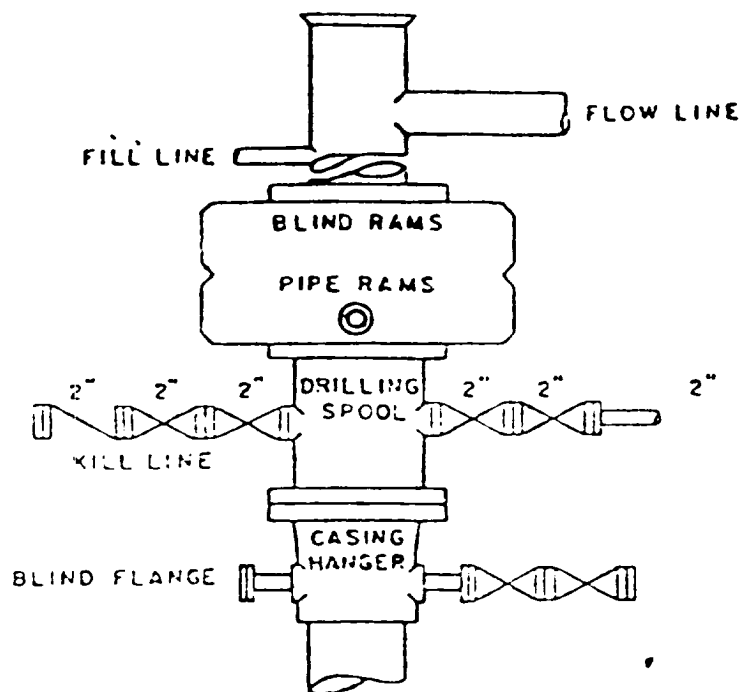 FLOW LINE
FILL LINE
BLIND RAMS
PIPE RAMS
2" 2" 2" DRILLING 2" 2" 2"
SPOOL
KILL LINE
CASING
HANGER
BLIND FLANGE